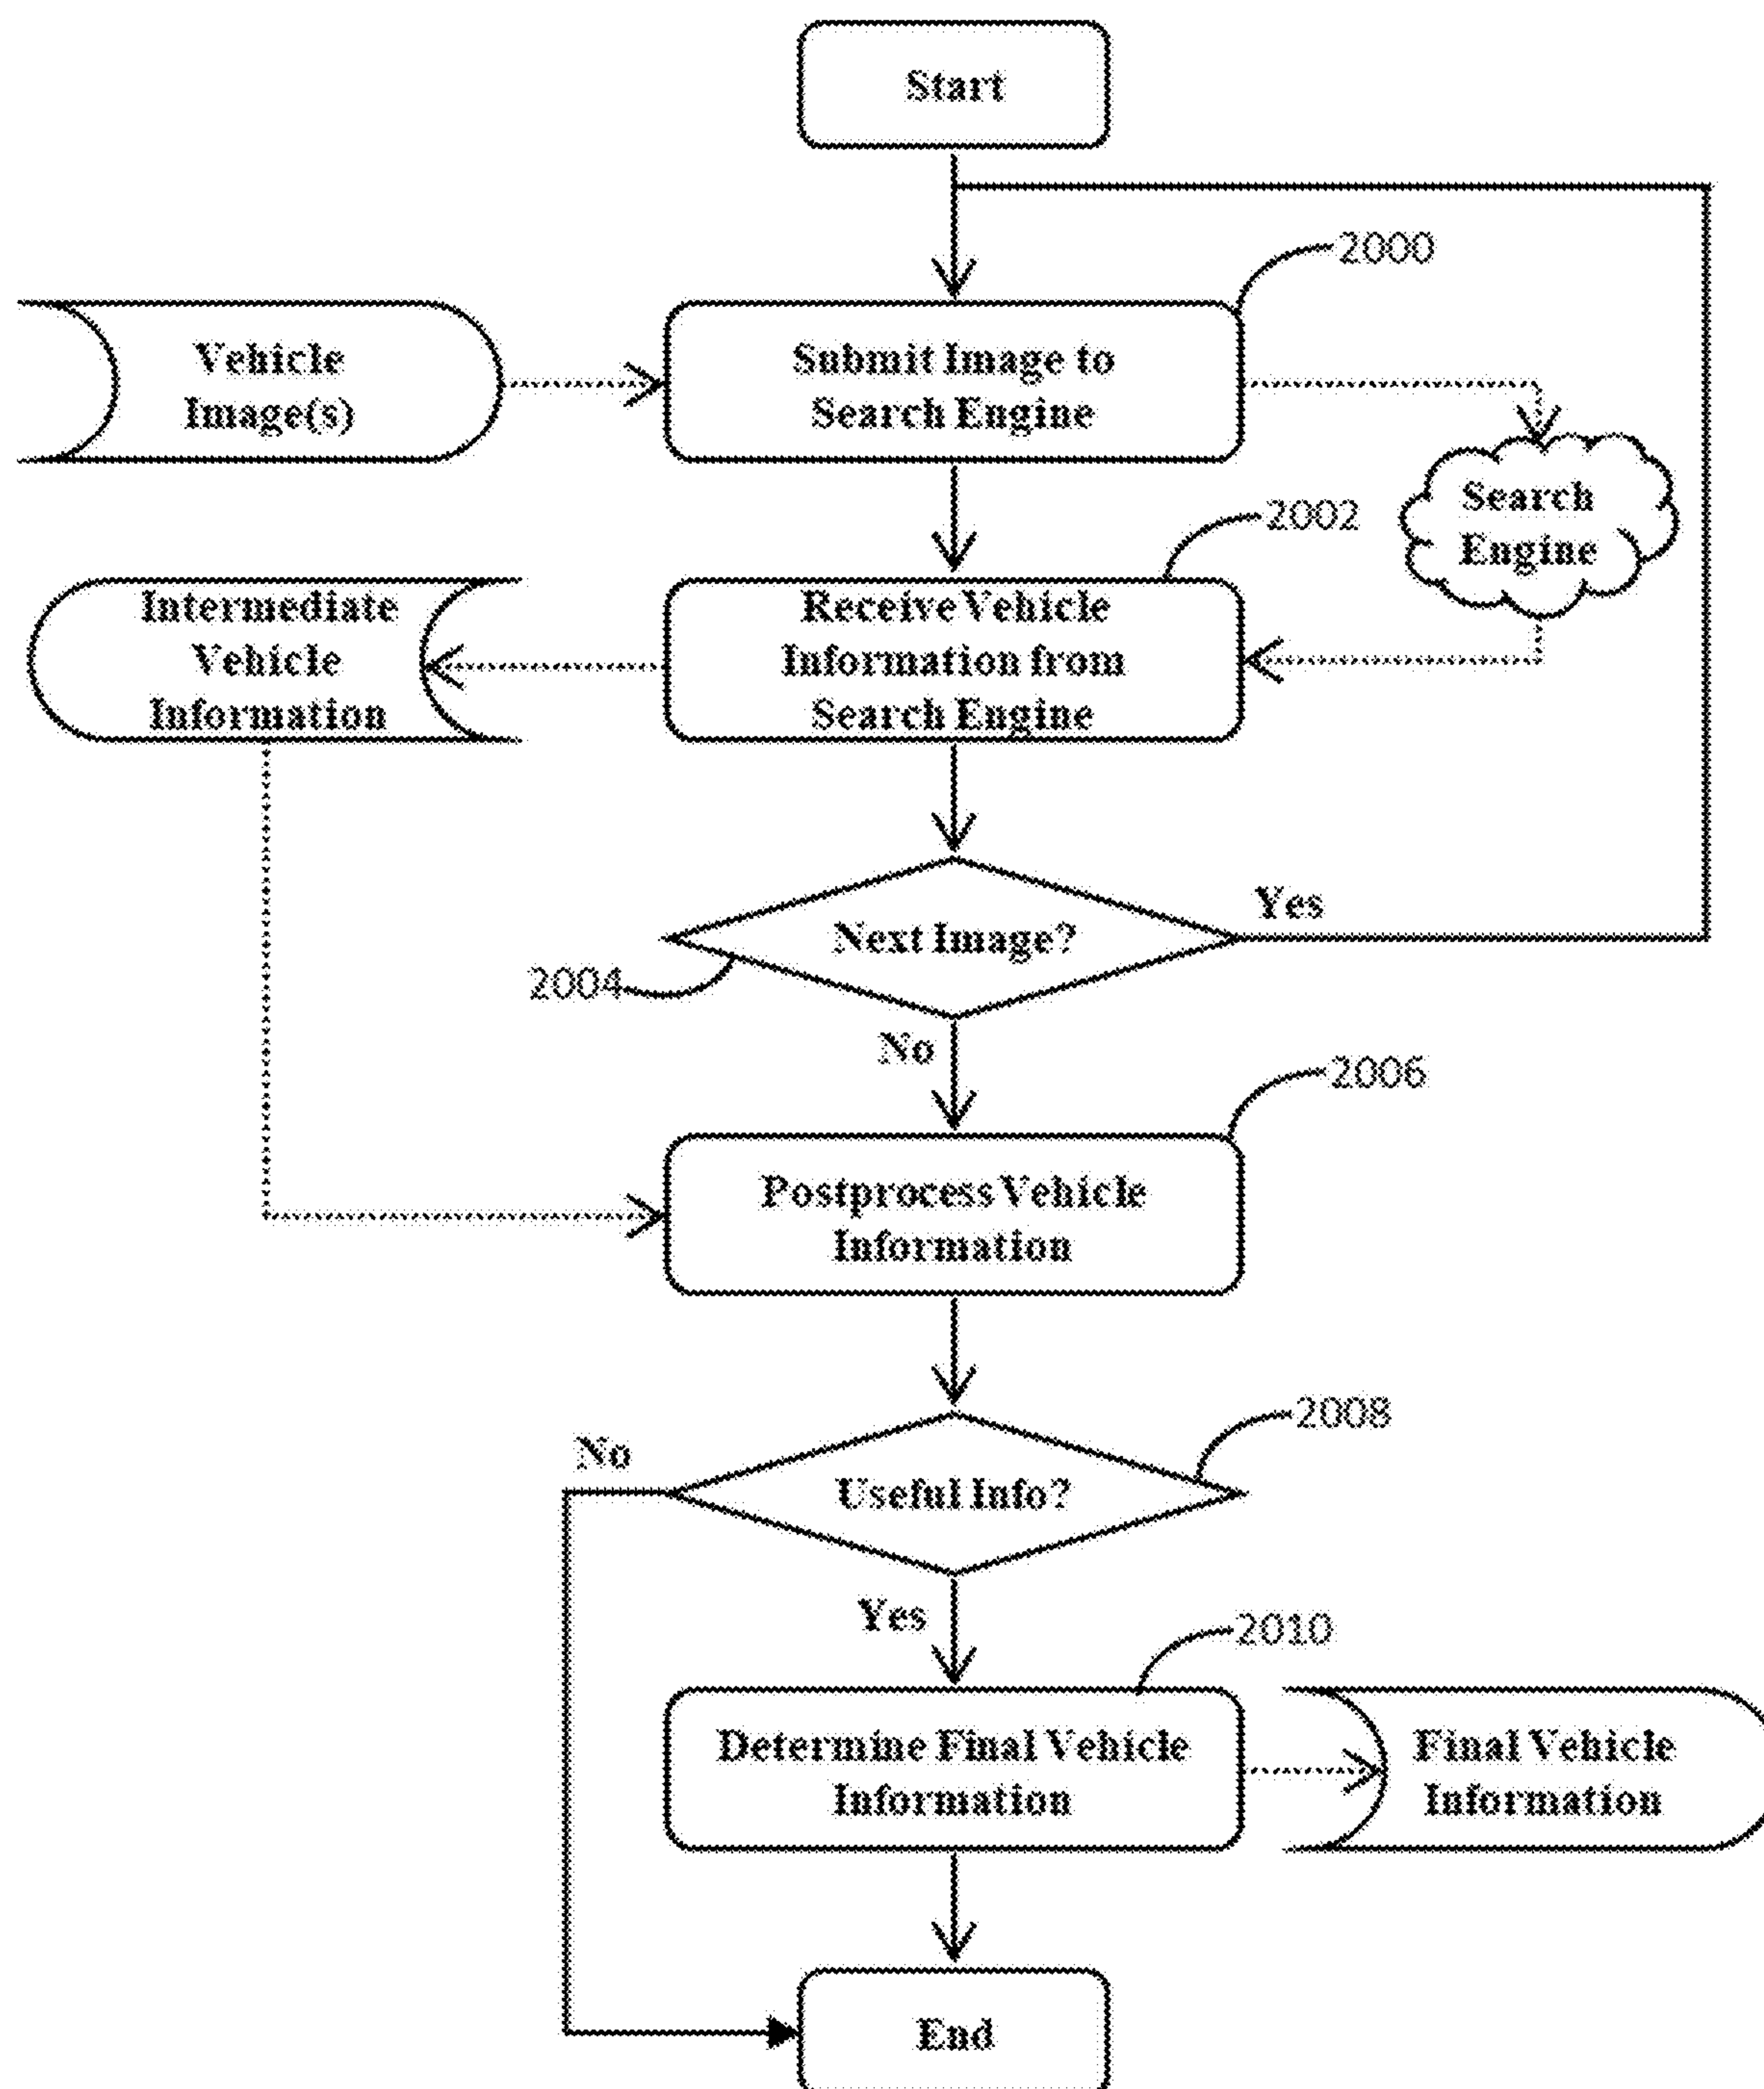 Start
2000
Vehicle
Image(s)
Submit Image to
Search Engine
Search
Engine
2002
Intermediate
Vehicle
Information
Receive Vehicle
Information from
Search Engine
Next Image?
Yes
2004
No
2006
Postprocess Vehicle
Information
2008
No
Useful Info?
Yes
2010
Determine Final Vehicle
Information
Final Vehicle
Information
End